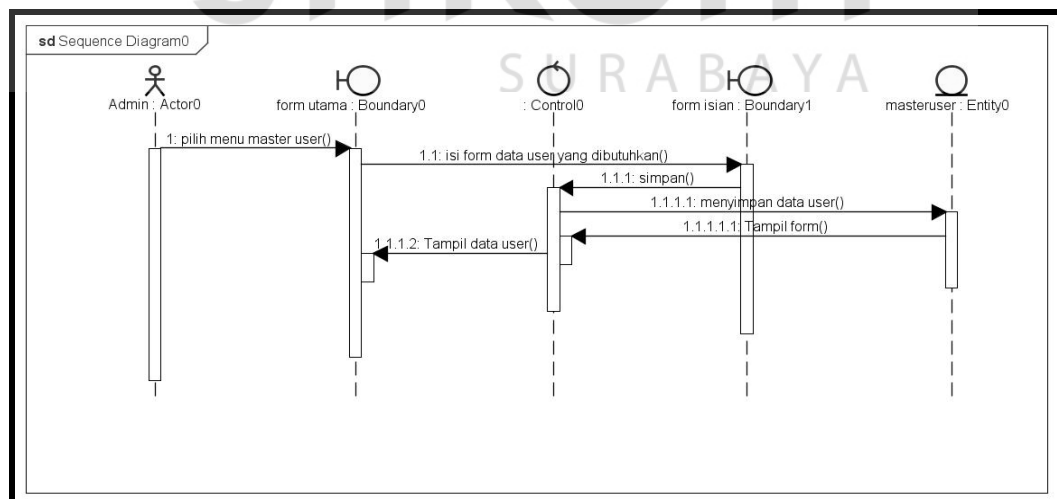 SURABAYA
sd Sequence Diagram0
Admin : Actor0
form utama : Boundary0
: Control0
form isian : Boundary1
masteruser : Entity0
1: pilih menu master user()
1.1: isi form data user yang dibutuhkan()
1.1.1: simpan()
1.1.1.1: menyimpan data user()
1.1.1.1.1: Tampil form()
1.1.1.2: Tampil data user()